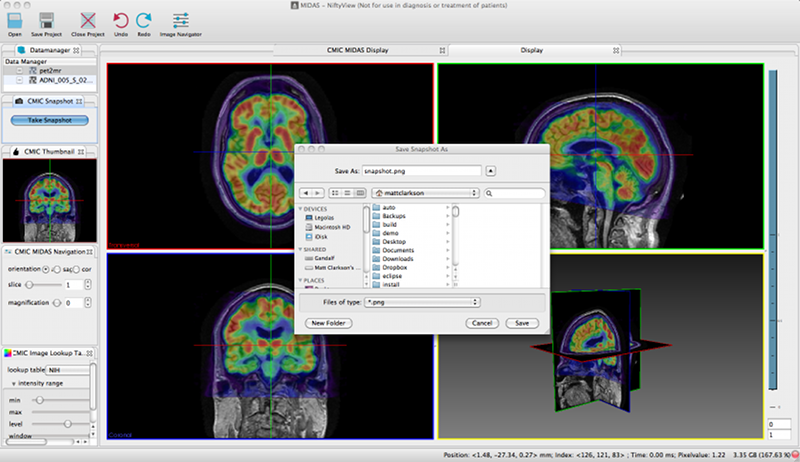 MIDAS - NiftyView (Not for use in diagnosis or treatment of patients)
Open Save Project Close Project Undo Redo Image Navigator
Datamanager
Data Manager
pet2mr
ADNI_005_S_02...
CMIC Snapshot
Take Snapshot
CMIC Thumbnail
CMIC MIDAS Navigation
orientation sag cor
slice 1
magnification 0
CMIC Image Lookup Ta...
lookup table NIH
intensity range
min
max
level
window
CMIC MIDAS Display
Display
Save Snapshot As
Save As: snapshot.png
mattclarkson
DEVICES
Legolas
Macintosh HD
iDisk
SHARED
Gandalf
Matt Clarkson's ...
PLACES
auto
Backups
build
demo
Desktop
Documents
Downloads
Dropbox
eclipse
install
Files of type: *.png
New Folder Cancel Save
Coronal
0
1
Position: <1.48, -27.34, 0.27> mm; Index: <126, 121, 83> ; Time: 0.00 ms; Pixelvalue: 1.22 3.35 GB (167.63 %)